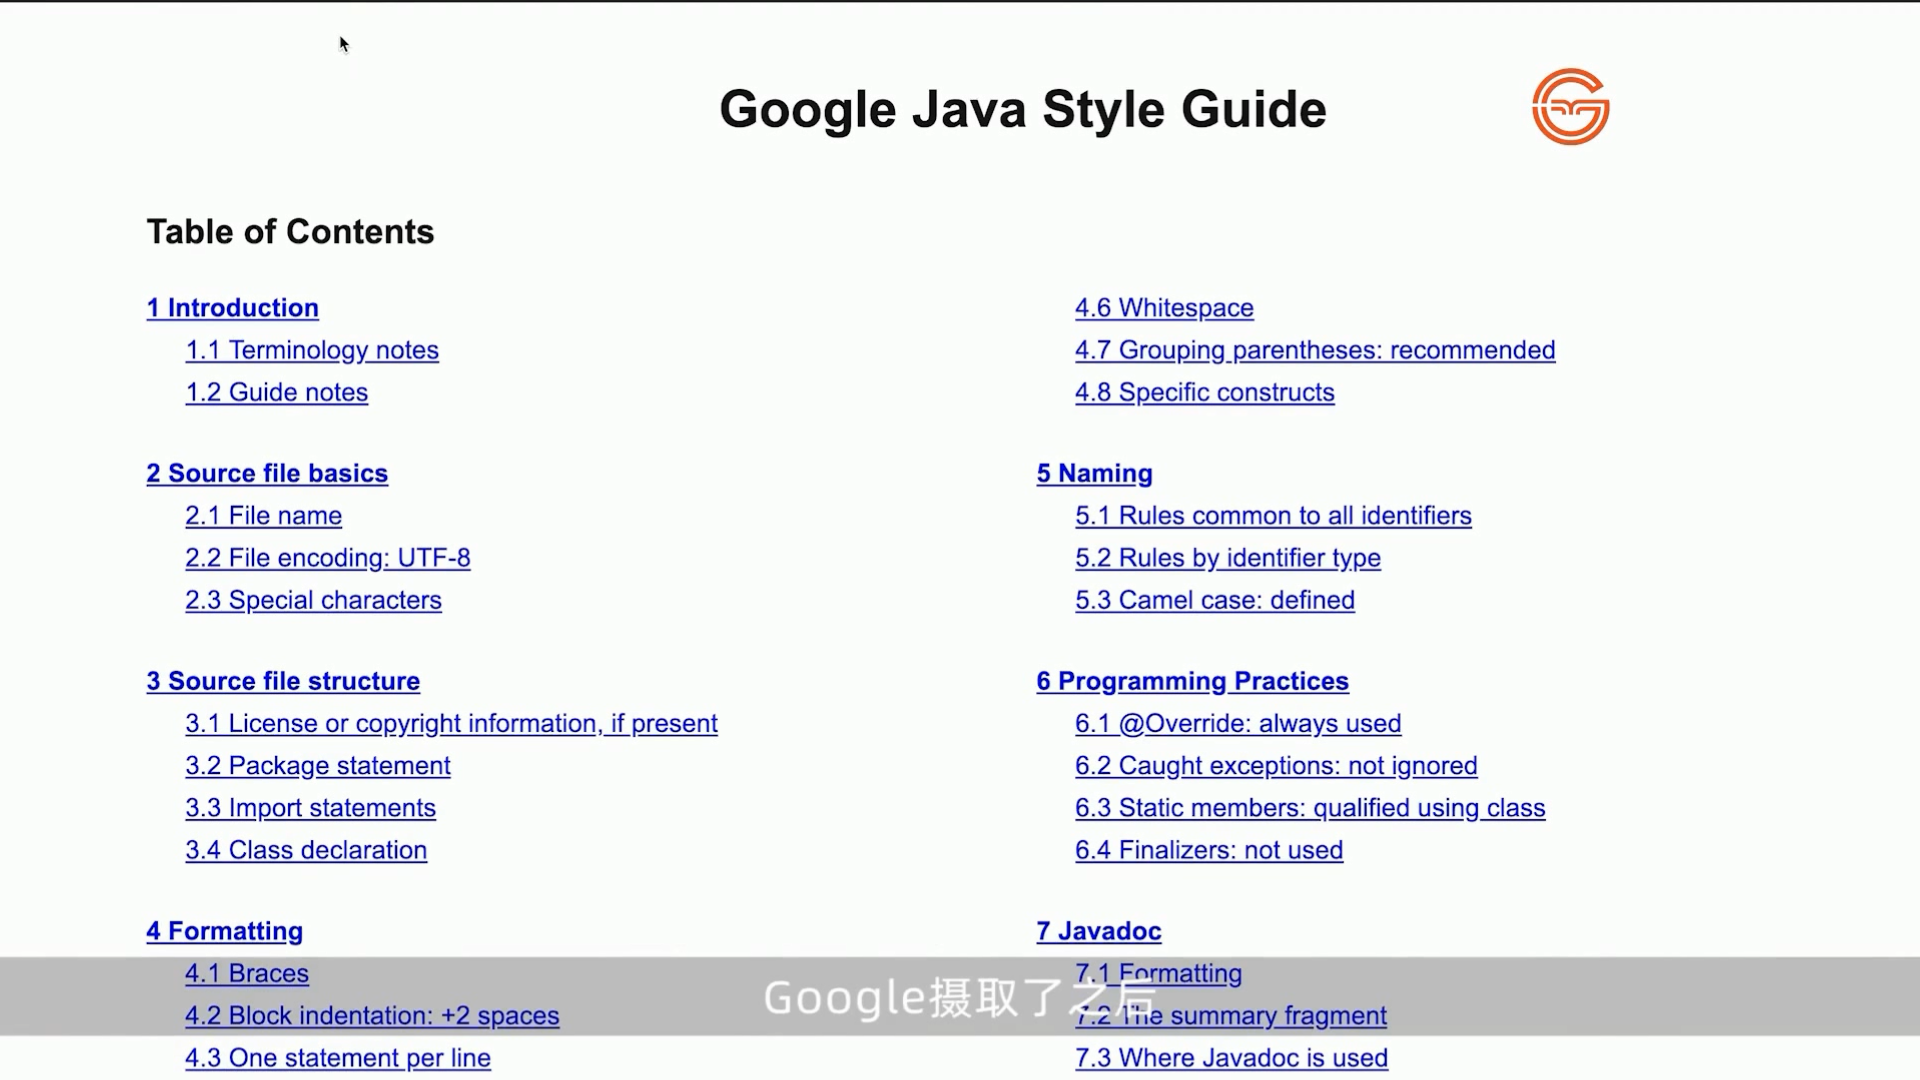 Google Java Style Guide
Table of Contents
1 Introduction
1.1 Terminology notes
1.2 Guide notes
2 Source file basics
2.1 File name
2.2 File encoding: UTF-8
2.3 Special characters
3 Source file structure
3.1 License or copyright information, if present
3.2 Package statement
3.3 Import statements
3.4 Class declaration
4 Formatting
4.1 Braces
4.2 Block indentation: +2 spaces
4.3 One statement per line
4.6 Whitespace
4.7 Grouping parentheses: recommended
4.8 Specific constructs
5 Naming
5.1 Rules common to all identifiers
5.2 Rules by identifier type
5.3 Camel case: defined
6 Programming Practices
6.1 @Override: always used
6.2 Caught exceptions: not ignored
6.3 Static members: qualified using class
6.4 Finalizers: not used
7 Javadoc
7.1 Formatting
7.2 The summary fragment
7.3 Where Javadoc is used
Google摄取了之后